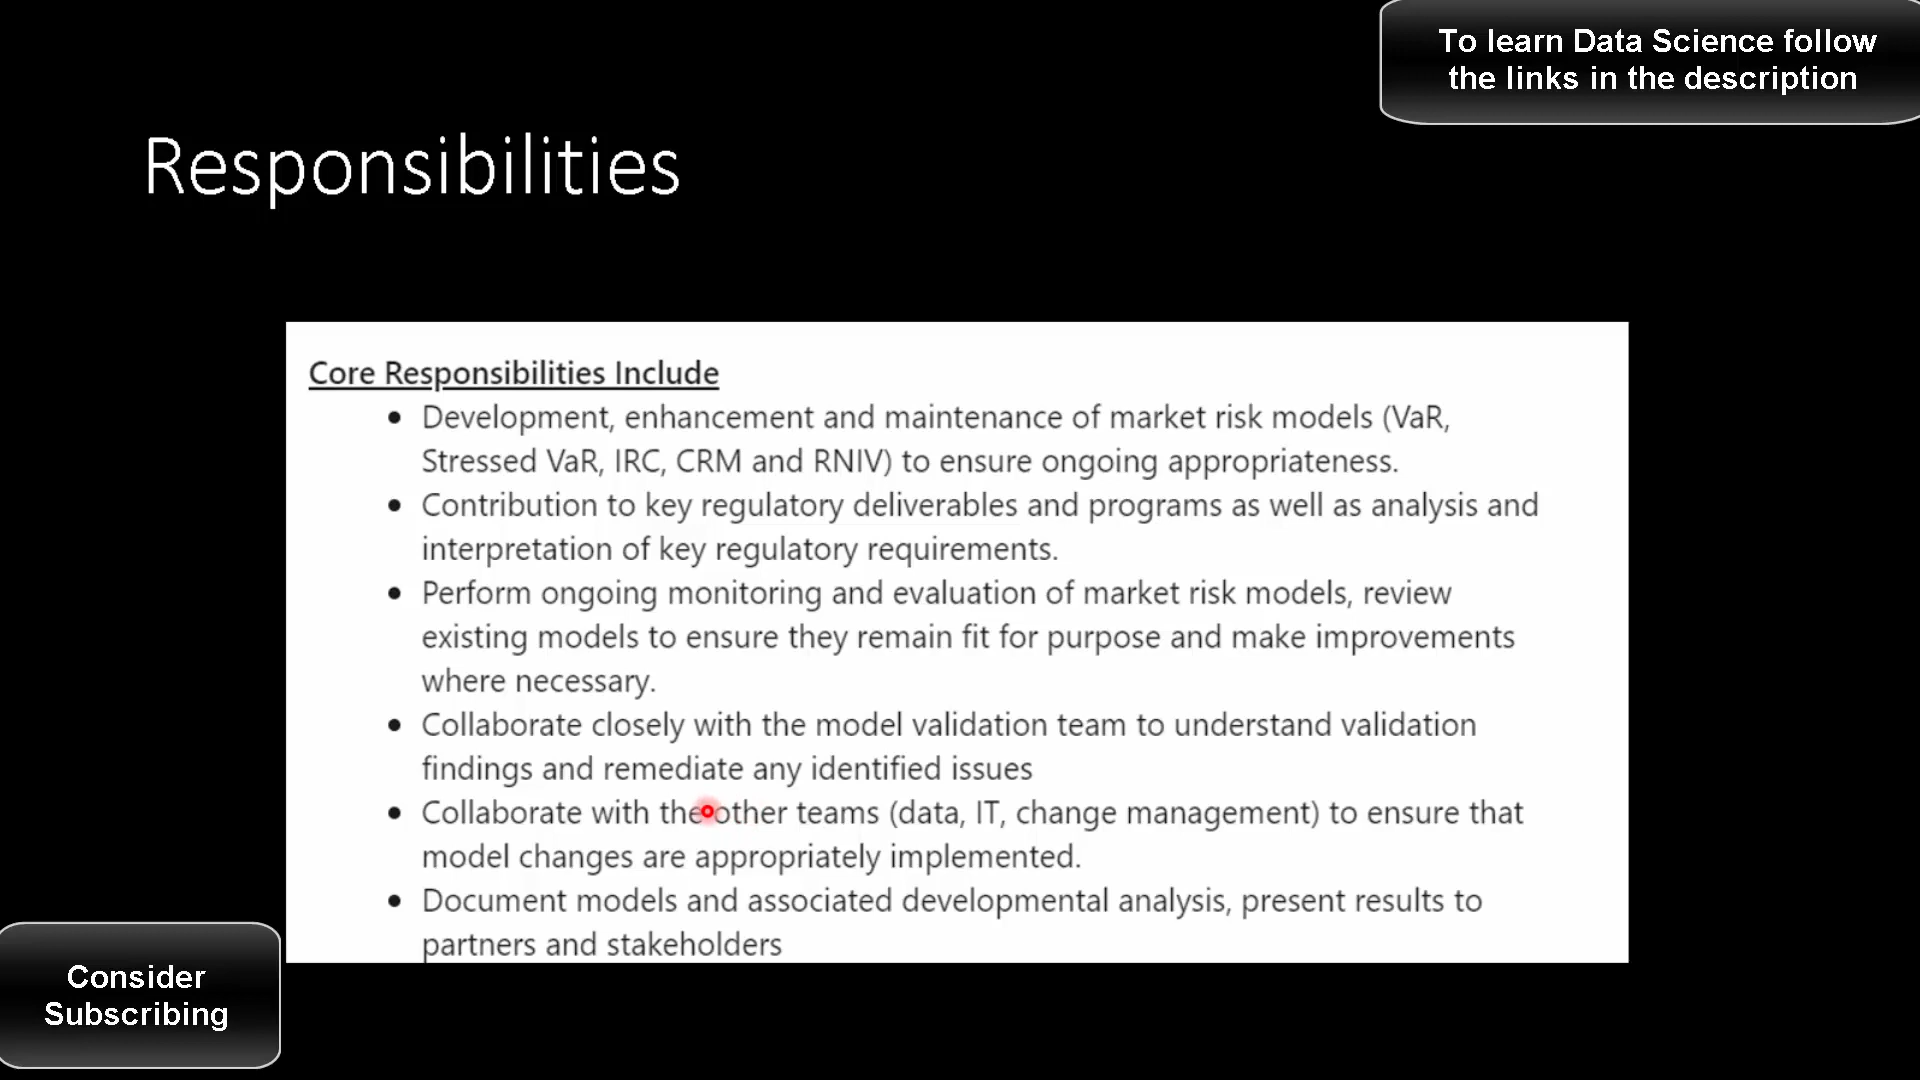 To learn Data Science follow
the links in the description
Responsibilities
Core Responsibilities Include
• Development, enhancement and maintenance of market risk models (VaR,
Stressed VaR, IRC, CRM and RNIV) to ensure ongoing appropriateness.
• Contribution to key regulatory deliverables and programs as well as analysis and
interpretation of key regulatory requirements.
• Perform ongoing monitoring and evaluation of market risk models, review
existing models to ensure they remain fit for purpose and make improvements
where necessary.
• Collaborate closely with the model validation team to understand validation
findings and remediate any identified issues
• Collaborate with the other teams (data, IT, change management) to ensure that
model changes are appropriately implemented.
• Document models and associated developmental analysis, present results to
partners and stakeholders
Consider
Subscribing